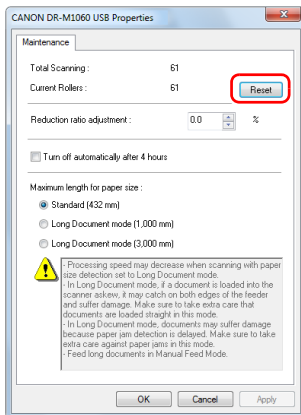 CANON DR-M1060 USB Properties
Maintenance
Total Scanning : 61
Current Rollers : 61 Reset
Reduction ratio adjustment : 0.0 %
Turn off automatically after 4 hours
Maximum length for paper size :
Standard (432 mm)
Long Document mode (1,000 mm)
Long Document mode (3,000 mm)
- Processing speed may decrease when scanning with paper
size detection set to Long Document mode.
- In Long Document mode, if a document is loaded into the
scanner askew, it may catch on both edges of the feeder
and suffer damage. Make sure to take extra care that
documents are loaded straight in this mode.
- In Long Document mode, documents may suffer damage
because paper jam detection is delayed. Make sure to take
extra care against paper jams in this mode.
- Feed long documents in Manual Feed Mode.
OK Cancel Apply